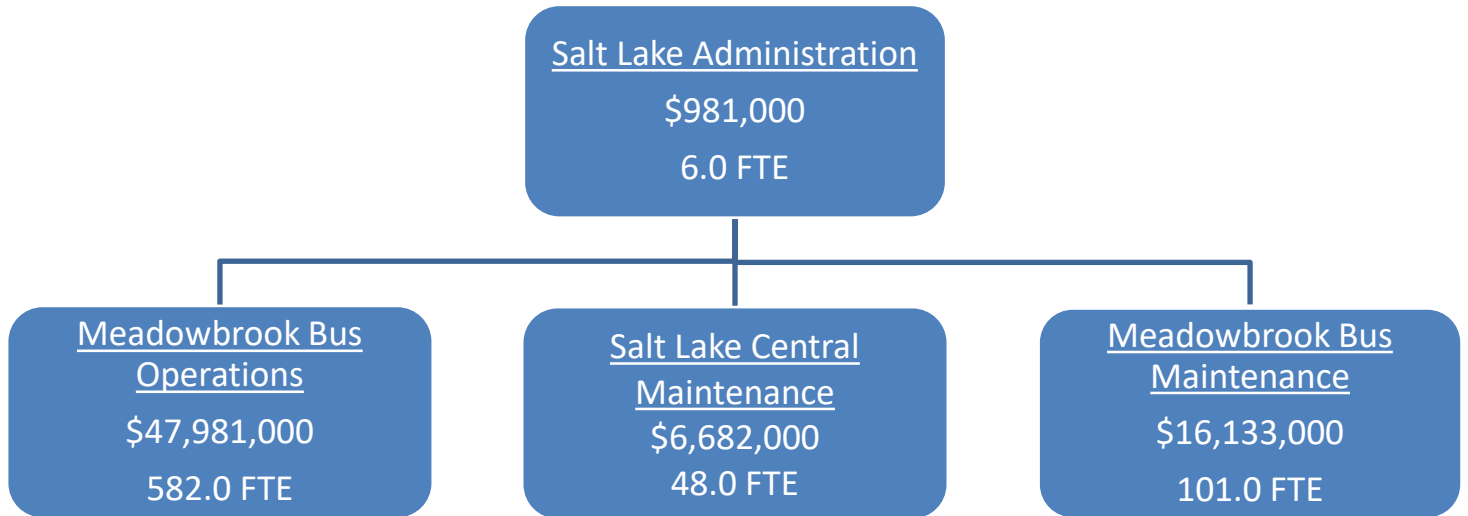 Salt Lake Administration
$981,000
6.0 FTE
Meadowbrook Bus
Operations
$47,981,000
582.0 FTE
Salt Lake Central
Maintenance
$6,682,000
48.0 FTE
Meadowbrook Bus
Maintenance
$16,133,000
101.0 FTE